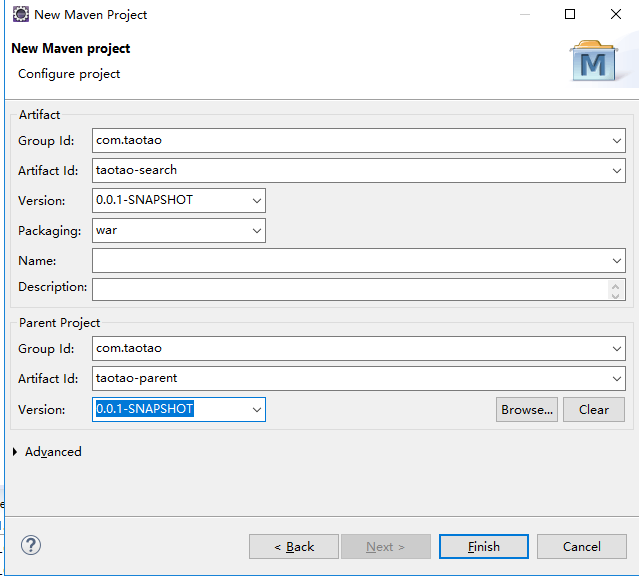 New Maven Project
New Maven project
Configure project
M
Artifact
Group Id: com.taotao
Artifact Id: taotao-search
Version: 0.0.1-SNAPSHOT
Packaging: war
Name:
Description:
Parent Project
Group Id: com.taotao
Artifact Id: taotao-parent
Version: 0.0.1-SNAPSHOT Browse... Clear
Advanced
? < Back Next > Finish Cancel